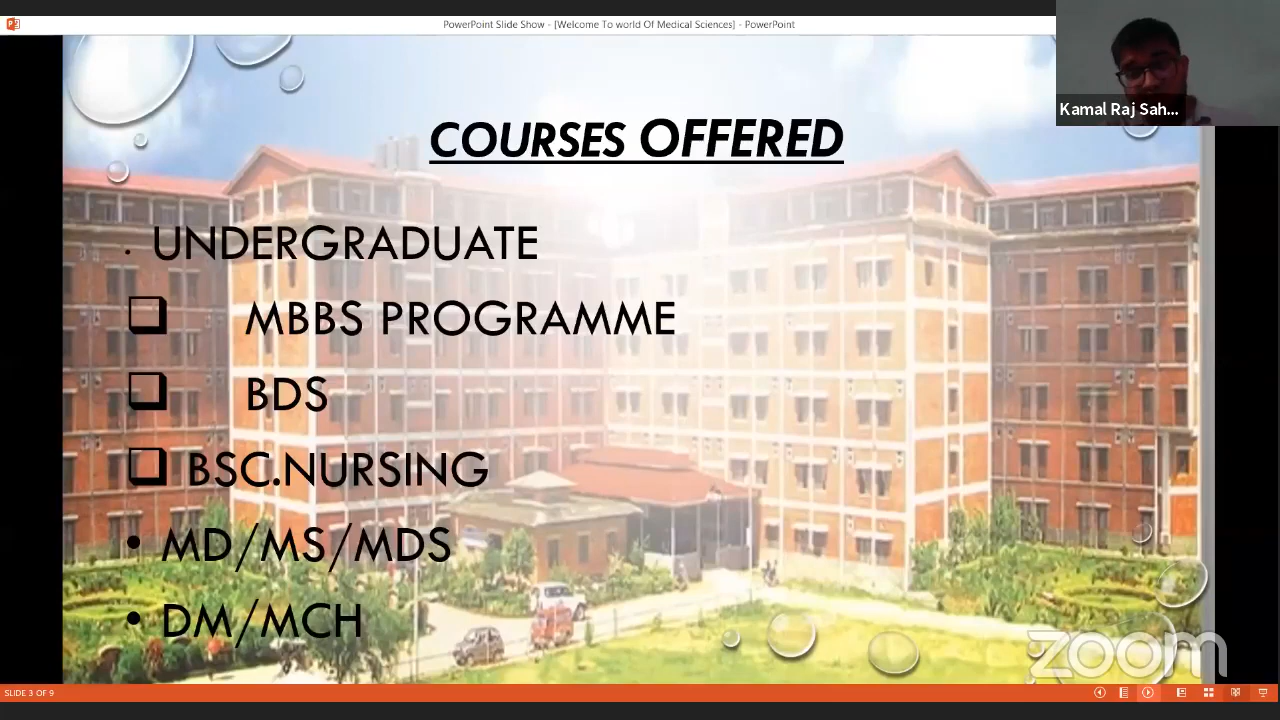 PowerPoint Slide Show - [Welcome To world Of Medical Sciences] - PowerPoint
Kamal Raj Sah...
COURSES OFFERED
UNDERGRADUATE
MBBS PROGRAMME
BDS
BSC.NURSING
• MD/MS/MDS
• DM/MCH
zoom
SLIDE 3 OF 9